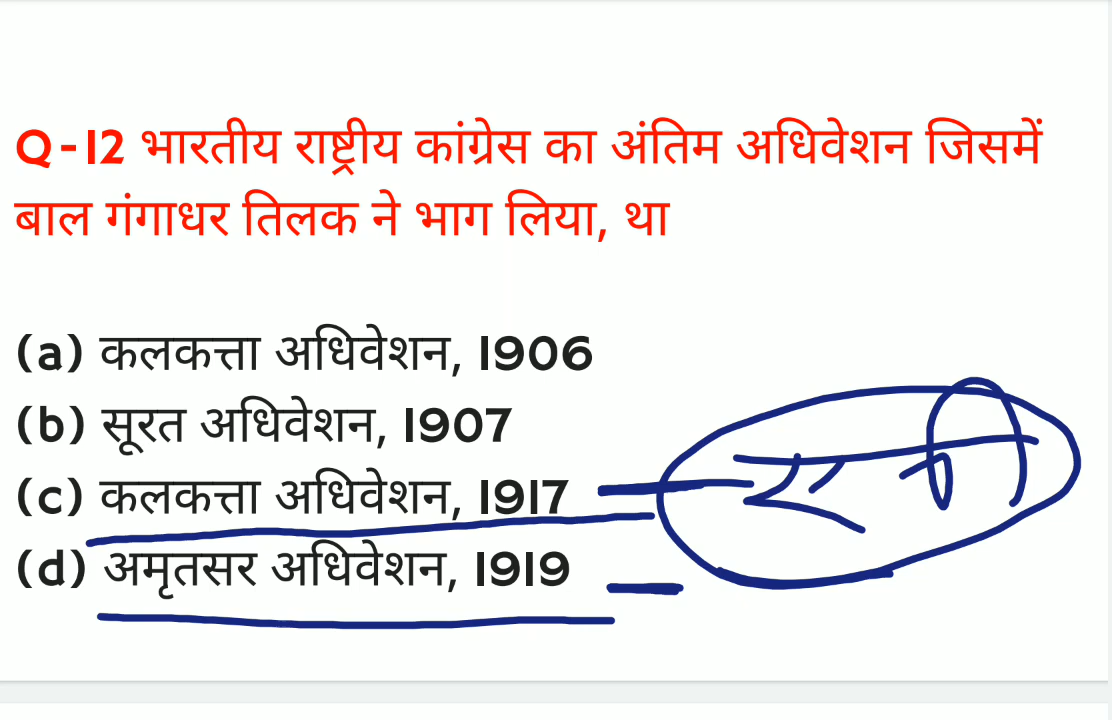 Q-12 भारतीय राष्ट्रीय कांग्रेस का अंतिम अधिवेशन जिसमें
बाल गंगाधर तिलक ने भाग लिया, था
(a) कलकत्ता अधिवेशन, 1906
(b) सूरत अधिवेशन, 1907
(c) कलकत्ता अधिवेशन, 1917
(d) अमृतसर अधिवेशन, 1919